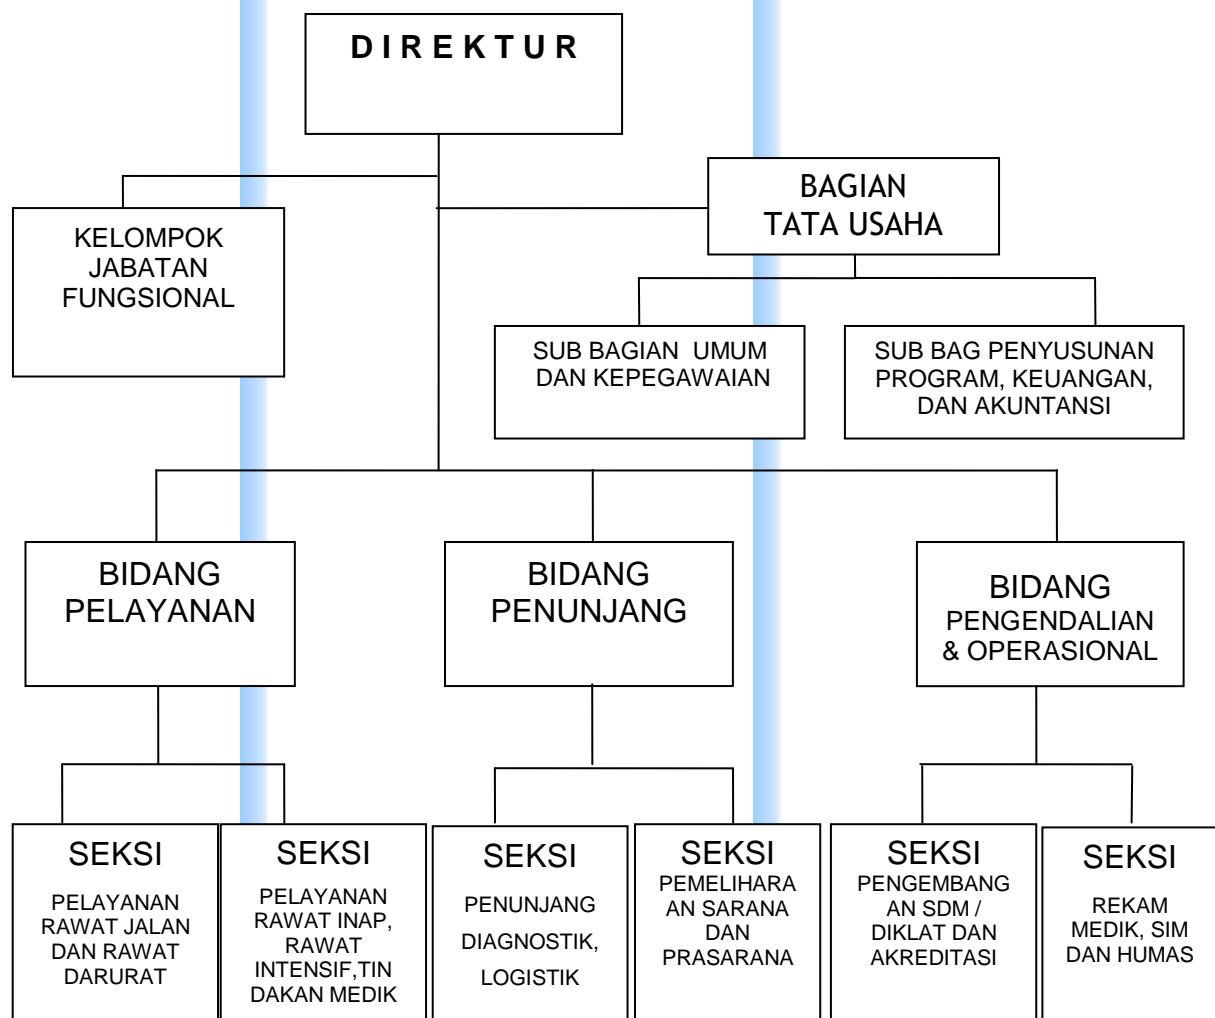 D I R E K T U R
BAGIAN
TATA USAHA
KELOMPOK
JABATAN
FUNGSIONAL
SUB BAGIAN  UMUM
DAN KEPEGAWAIAN
SUB BAG PENYUSUNAN
PROGRAM, KEUANGAN,
DAN AKUNTANSI
BIDANG
PELAYANAN
BIDANG
PENUNJANG
BIDANG
PENGENDALIAN
& OPERASIONAL
SEKSI
PELAYANAN
RAWAT JALAN
DAN RAWAT
DARURAT
SEKSI
PELAYANAN
RAWAT INAP,
RAWAT
INTENSIF,TIN
DAKAN MEDIK
SEKSI
PENUNJANG
DIAGNOSTIK,
LOGISTIK
SEKSI
PEMELIHARA
AN SARANA
DAN
PRASARANA
SEKSI
PENGEMBANG
AN SDM /
DIKLAT DAN
AKREDITASI
SEKSI
REKAM
MEDIK, SIM
DAN HUMAS